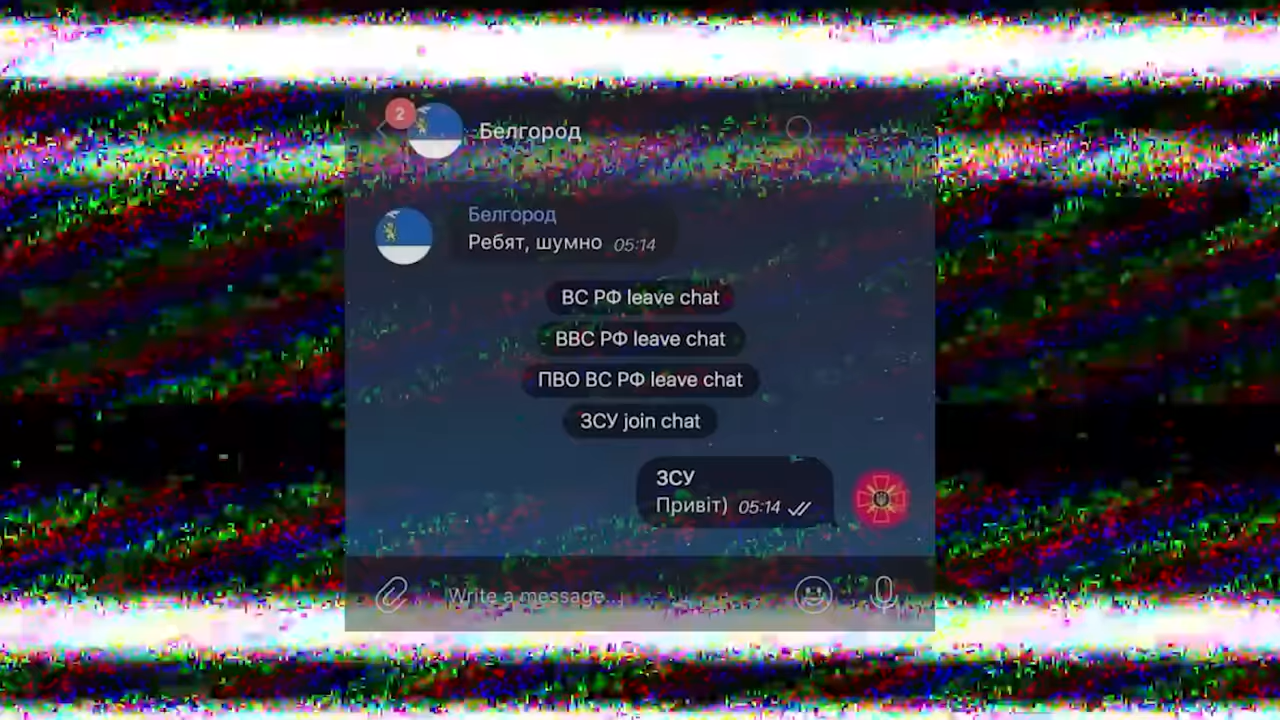 2
Белгород
Белгород
Ребят, шумно 05:14
ВС РФ leave chat
ВВС РФ leave chat
ПВО ВС РФ leave chat
ЗСУ join chat
ЗСУ
Привіт) 05:14
Write a message...